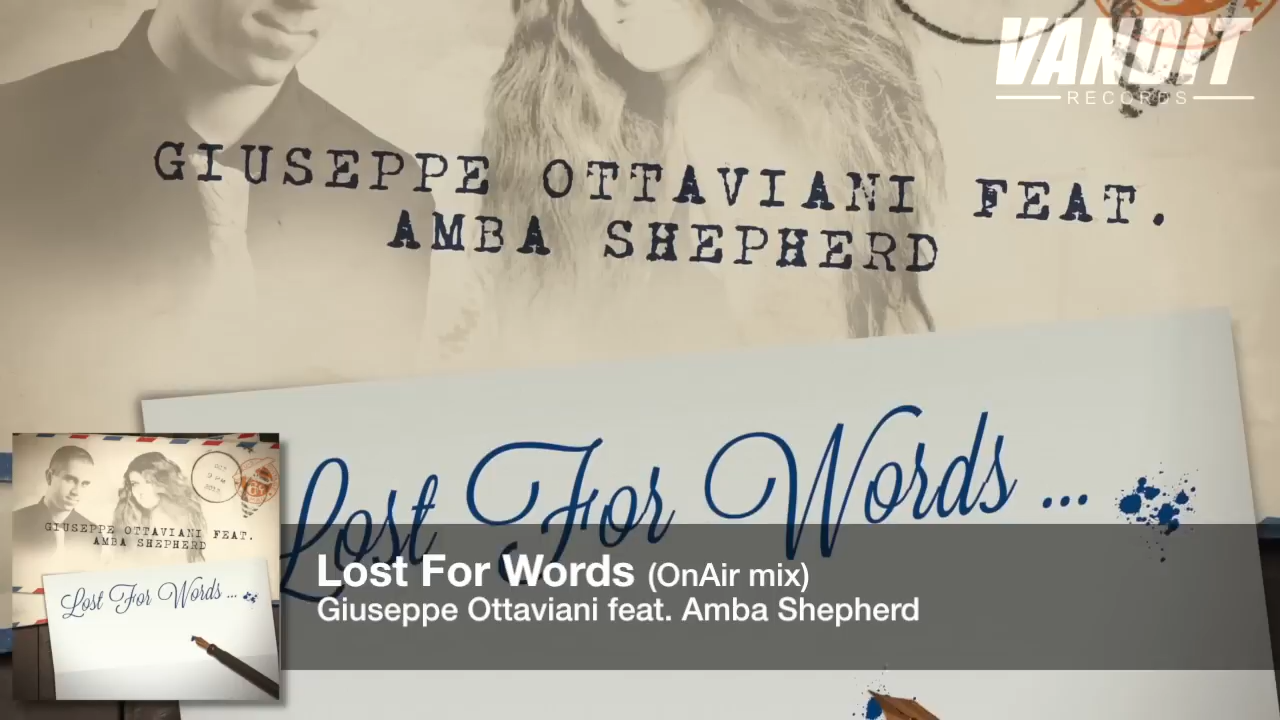 VANDIT
RECORDS
GIUSEPPE OTTAVIANI FEAT.
AMBA SHEPHERD
Lost For Words ...
GIUSEPPE OTTAVIANI FEAT.
AMBA SHEPHERD
Lost For Words ...
Lost For Words (OnAir mix)
Giuseppe Ottaviani feat. Amba Shepherd